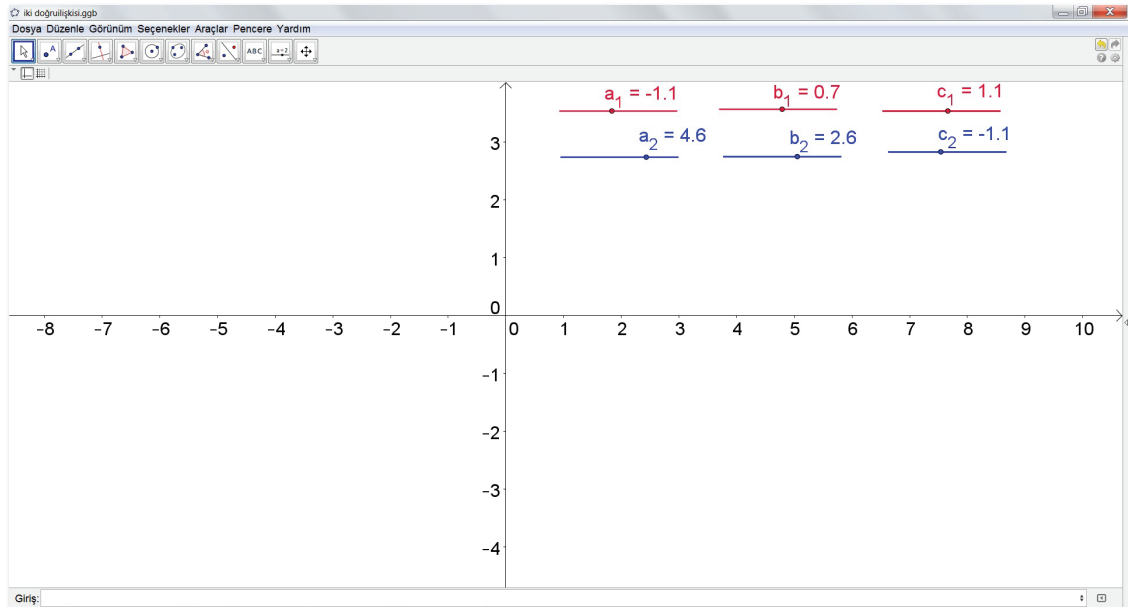 iki doğruilişkisi.ggb
Dosya Düzenle Görünüm Seçenekler Araçlar Pencere Yardım
A ABC a=2
a₁ = -1.1 b₁ = 0.7 c₁ = 1.1
a₂ = 4.6 b₂ = 2.6 c₂ = -1.1
3
2
1
0
-8 -7 -6 -5 -4 -3 -2 -1 0 1 2 3 4 5 6 7 8 9 10
-1
-2
-3
-4
Giriş: